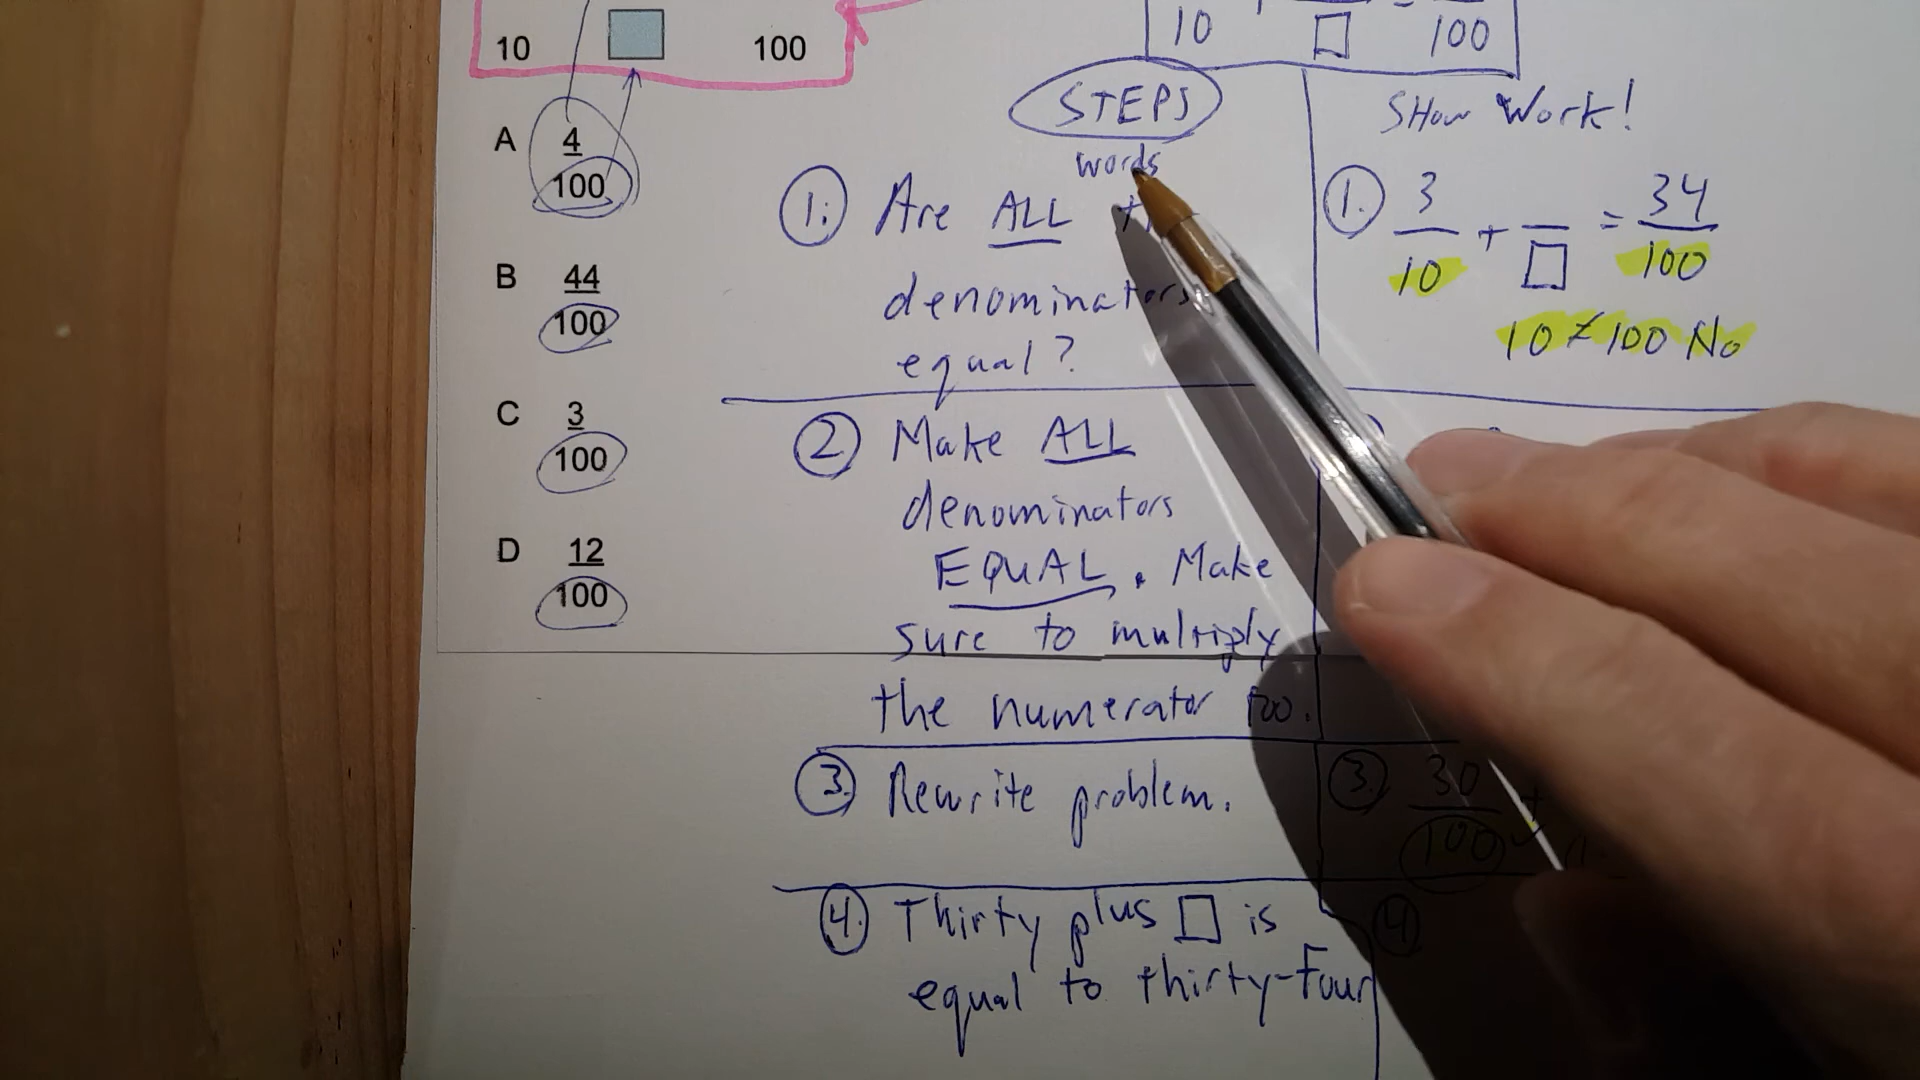 10 100
10 □ 100
A 4
100
B 44
100
C 3
100
D 12
100
STEPS
words
1. Are ALL
denominators
equal?
2 Make ALL
denominators
EQUAL. Make
sure to multiply
the numerator too.
3. Rewrite problem.
4. Thirty plus □ is
equal to thirty-four
SHow Work!
1. 3 + = 34
10 □ 100
10 ≠ 100 No
3. 30 +
100
4